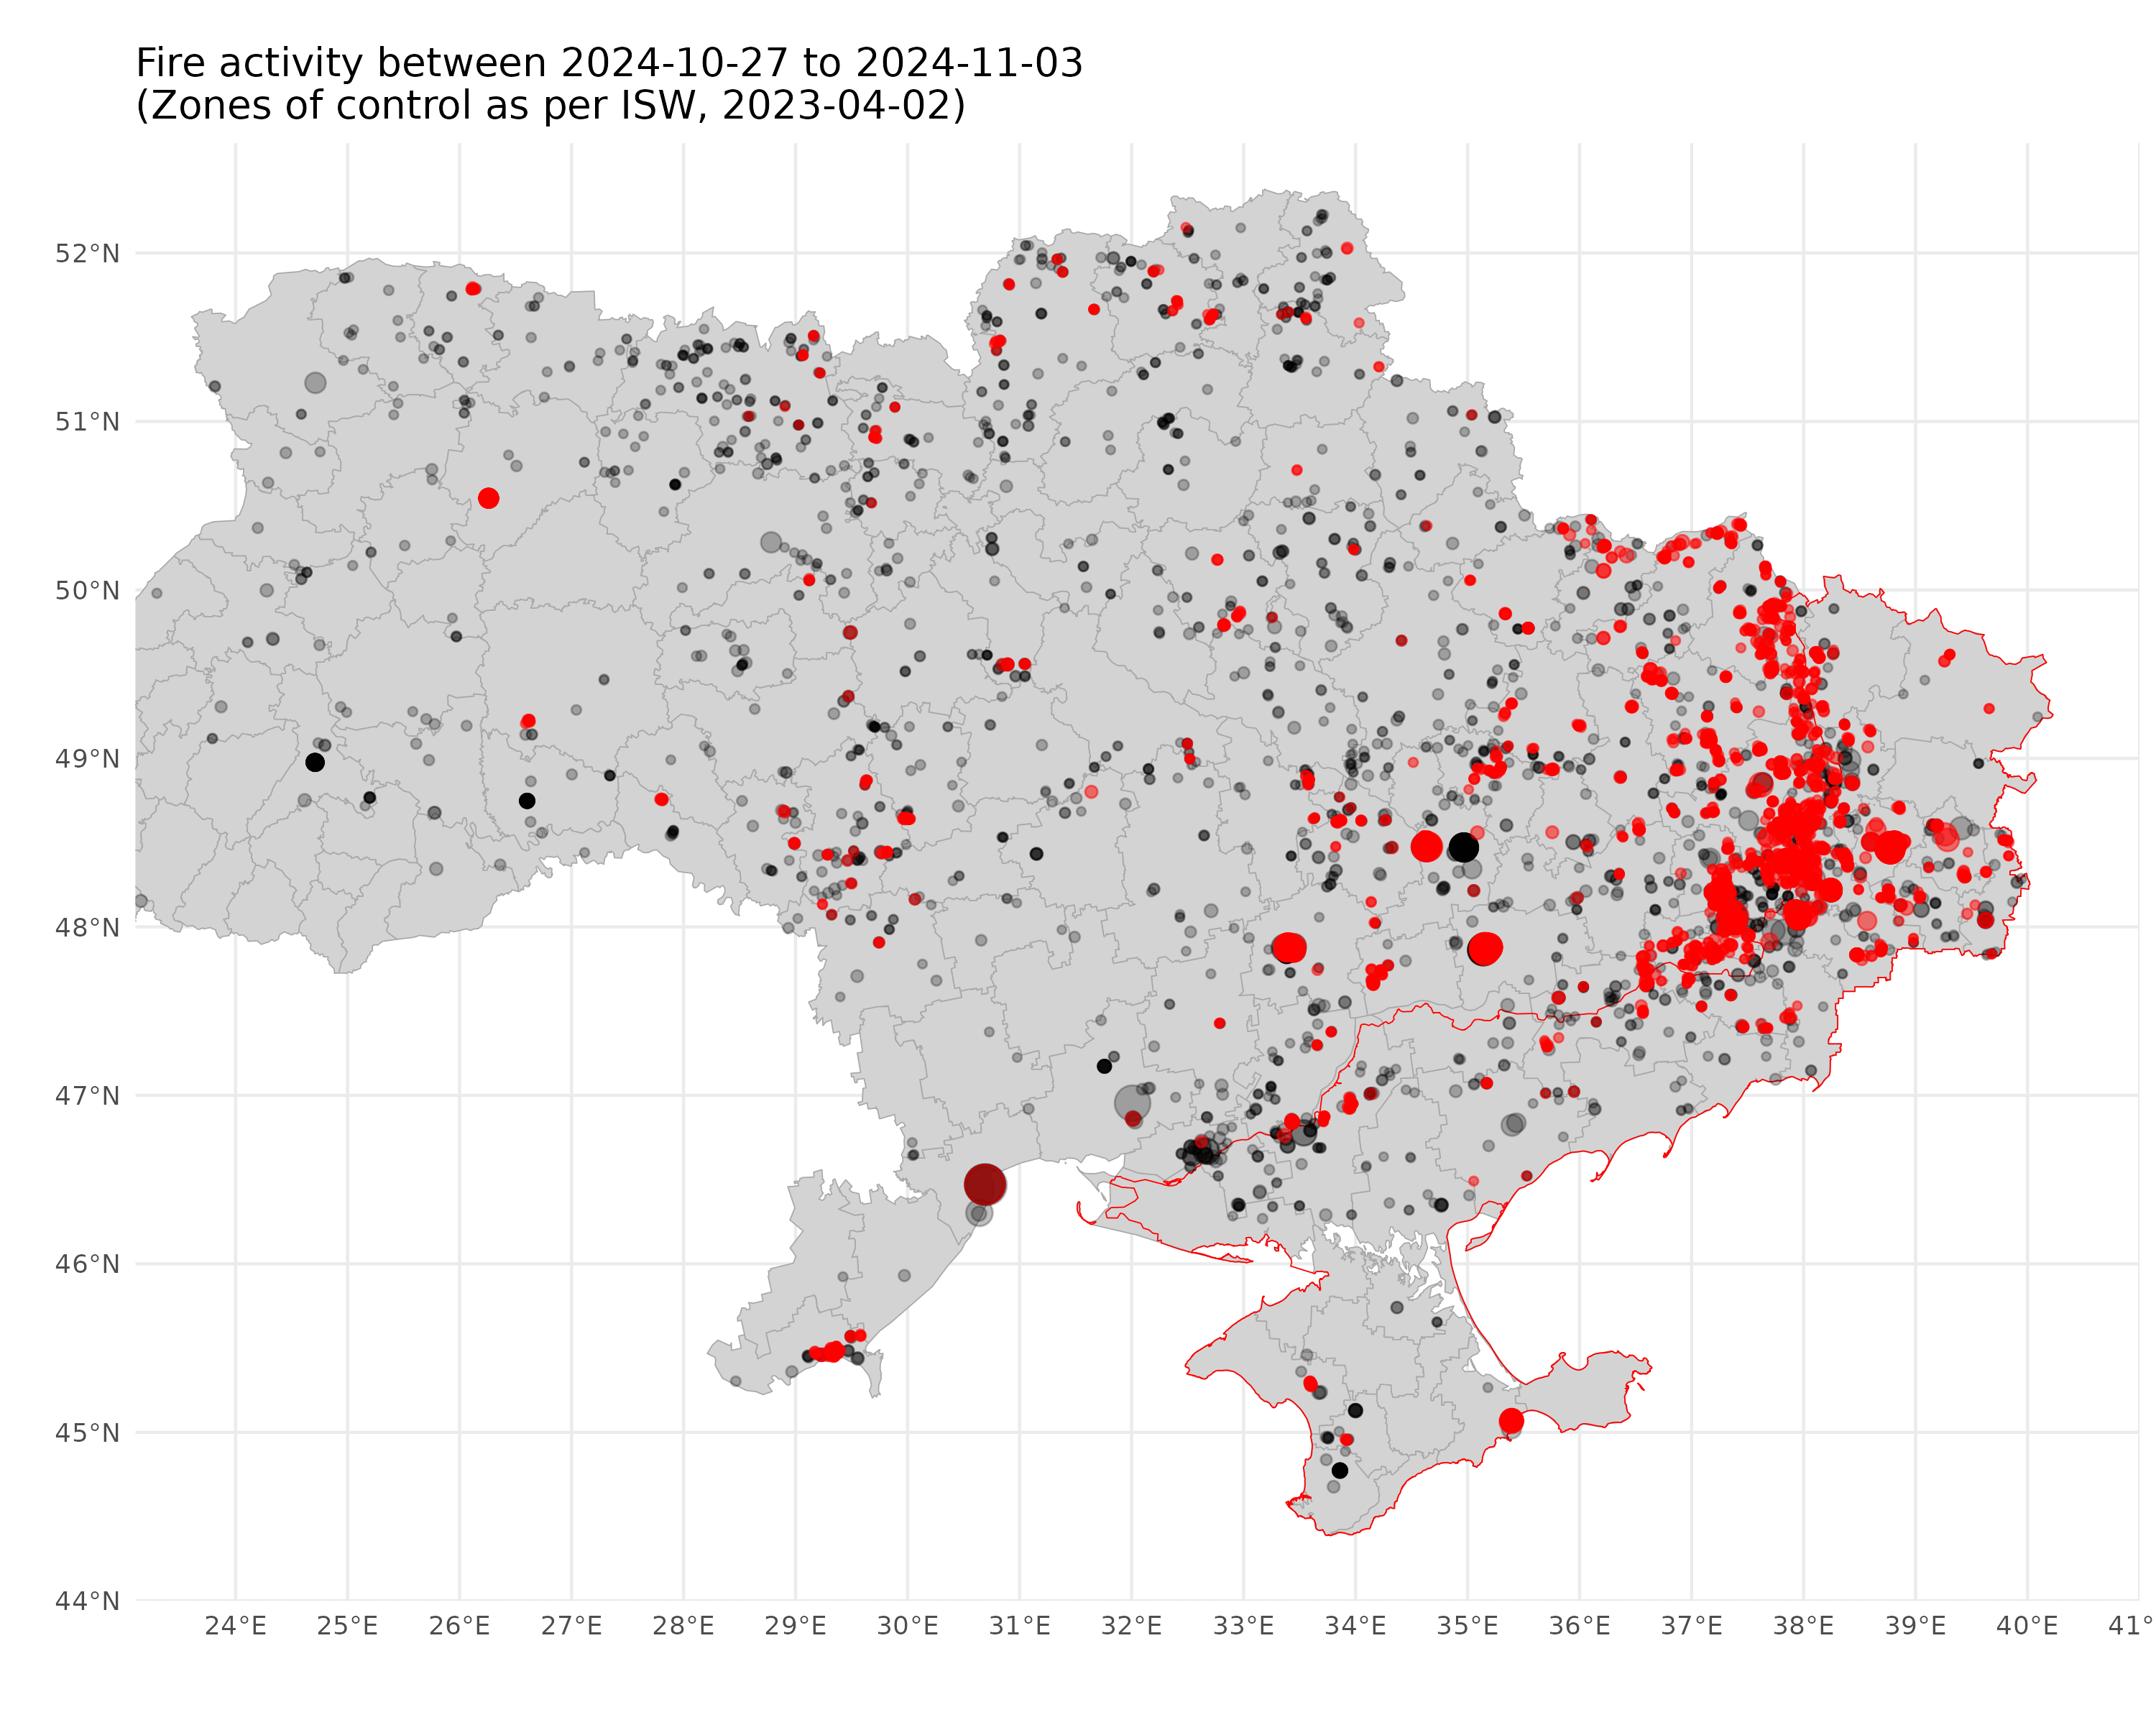 Fire activity between 2024-10-27 to 2024-11-03
(Zones of control as per ISW, 2023-04-02)
52°N
51°N
50°N
49°N
48°N
47°N
46°N
45°N
44°N
24°E 25°E 26°E 27°E 28°E 29°E 30°E 31°E 32°E 33°E 34°E 35°E 36°E 37°E 38°E 39°E 40°E 41°